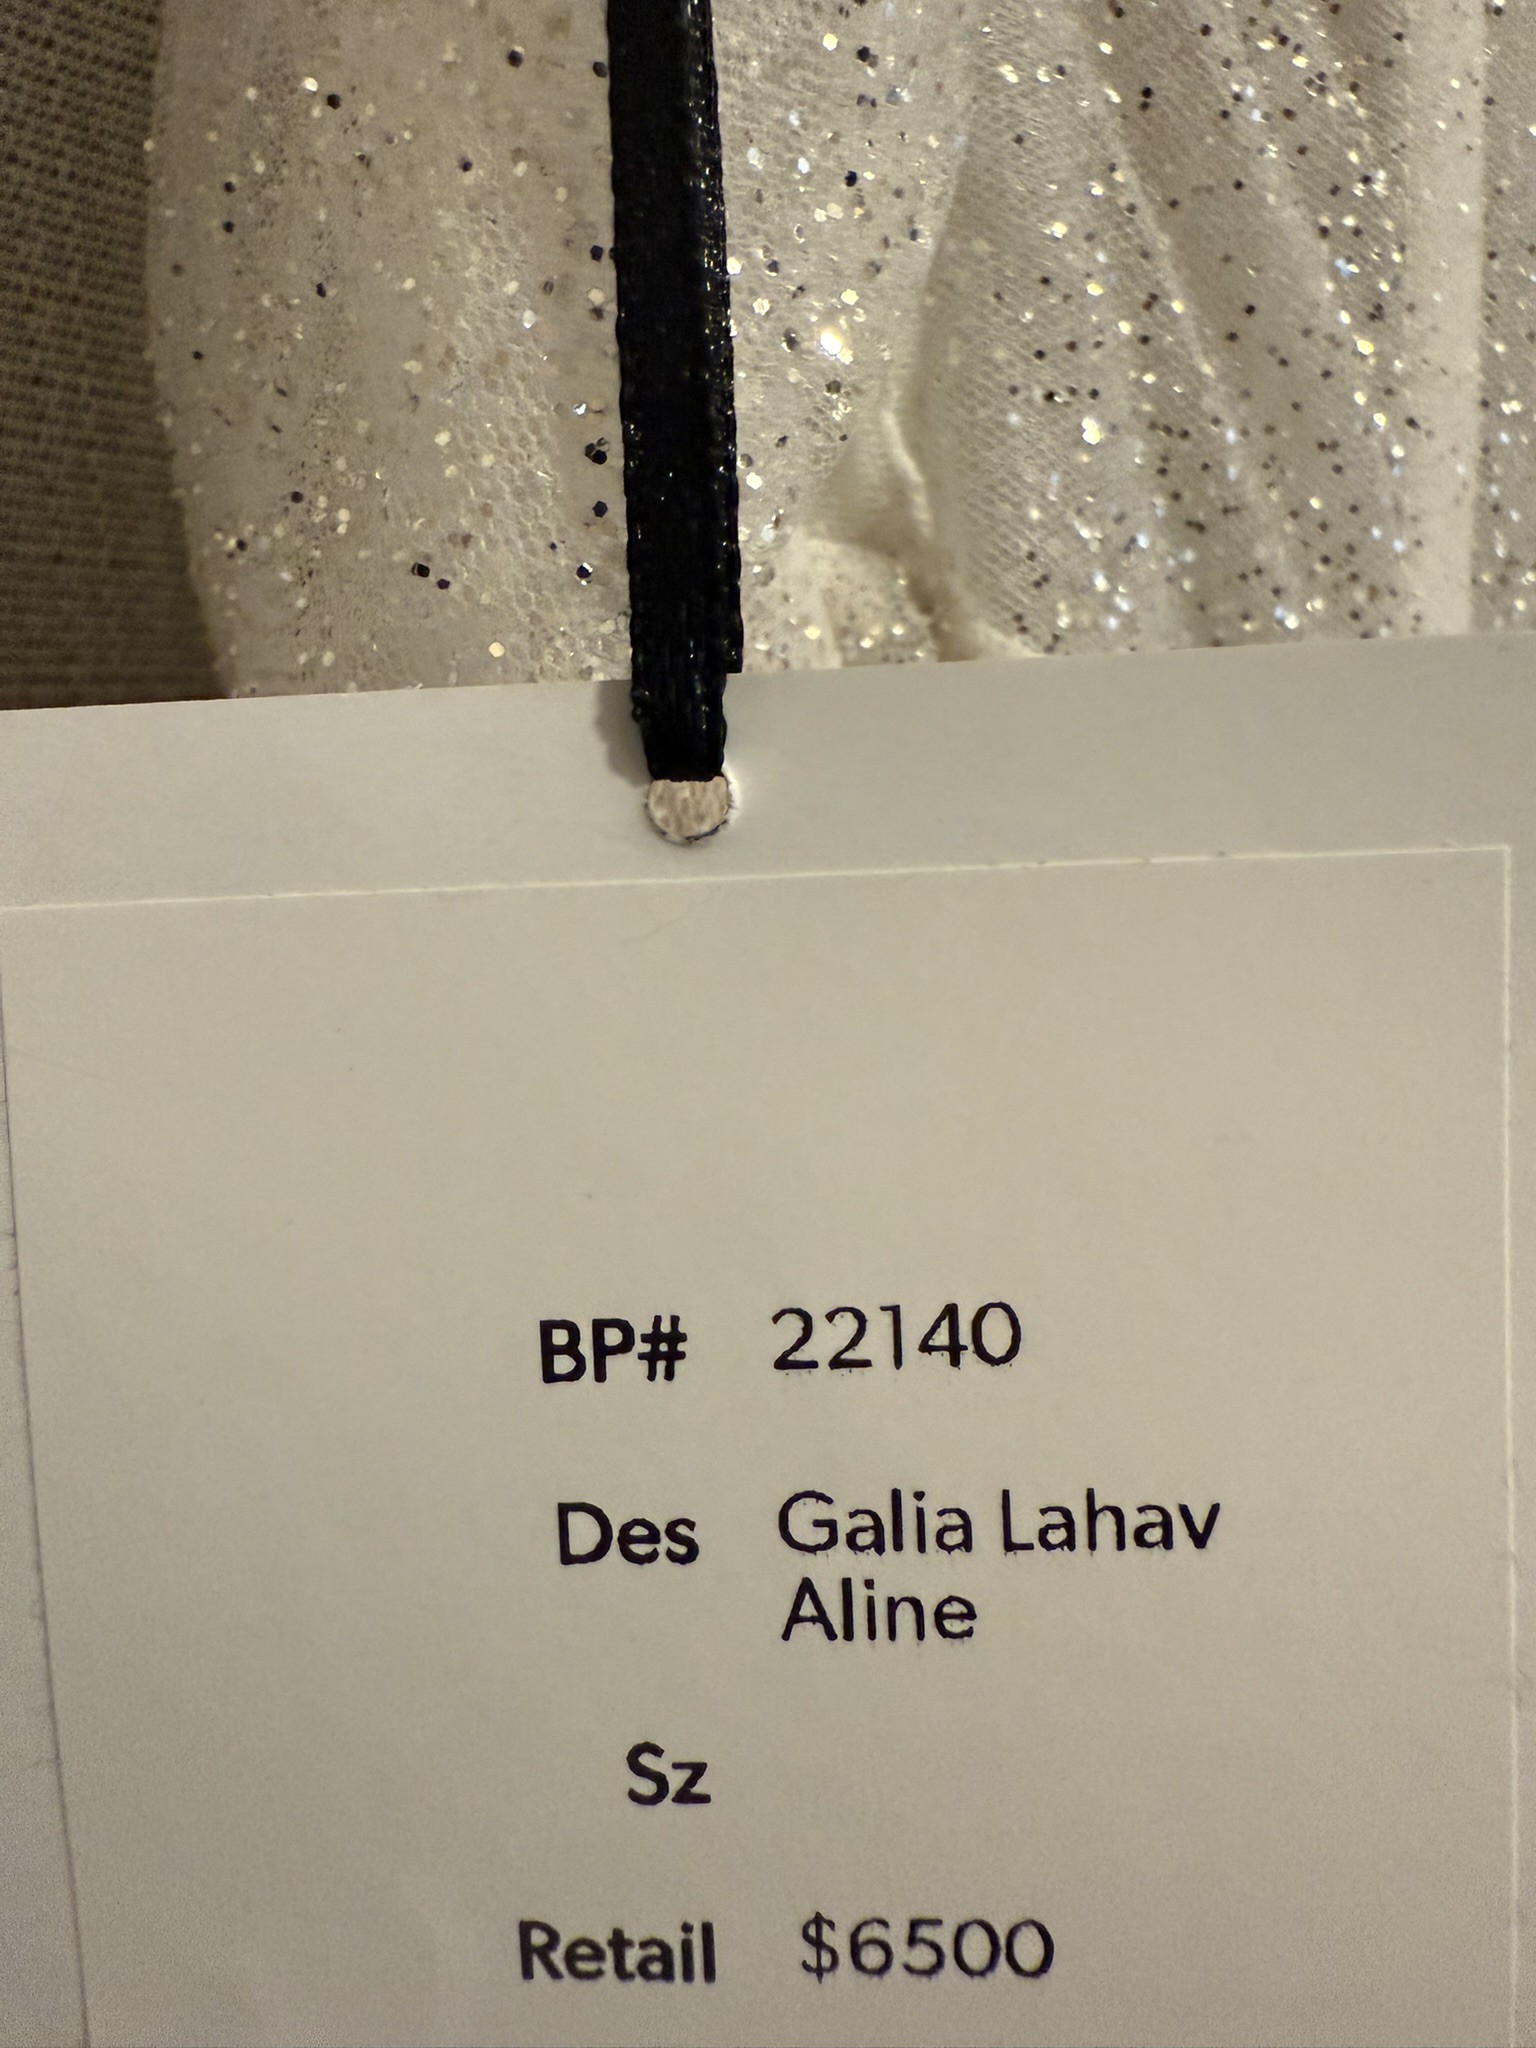 BP# 22140
Des Galia Lahav
Aline
Sz
Retail $6500